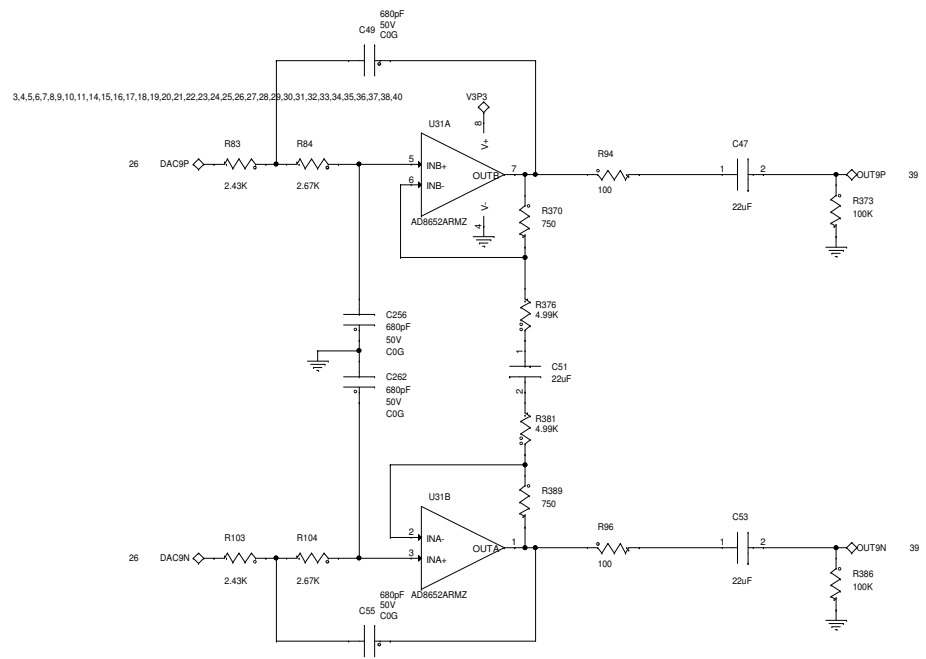 680pF
50V
C0G
C49
3,4,5,6,7,8,9,10,11,14,15,16,17,18,19,20,21,22,23,24,25,26,27,28,29,30,31,32,33,34,35,36,37,38,40
V3P3
8
V+
U31A
R83
R84
R94
C47
26
DAC9P
5
INB+
OUTB
7
1
2
OUT9P
39
6
INB-
2.43K
2.67K
100
22uF
R373
100K
V-
4
AD8652ARMZ
R370
750
R376
4.99K
C256
680pF
50V
C0G
1
C51
22uF
2
C262
680pF
50V
C0G
R381
4.99K
U31B
R389
750
R103
R104
R96
C53
2
INA-
26
DAC9N
3
INA+
OUTA
1
1
2
OUT9N
39
2.43K
2.67K
100
22uF
R386
100K
AD8652ARMZ
680pF
50V
C0G
C55